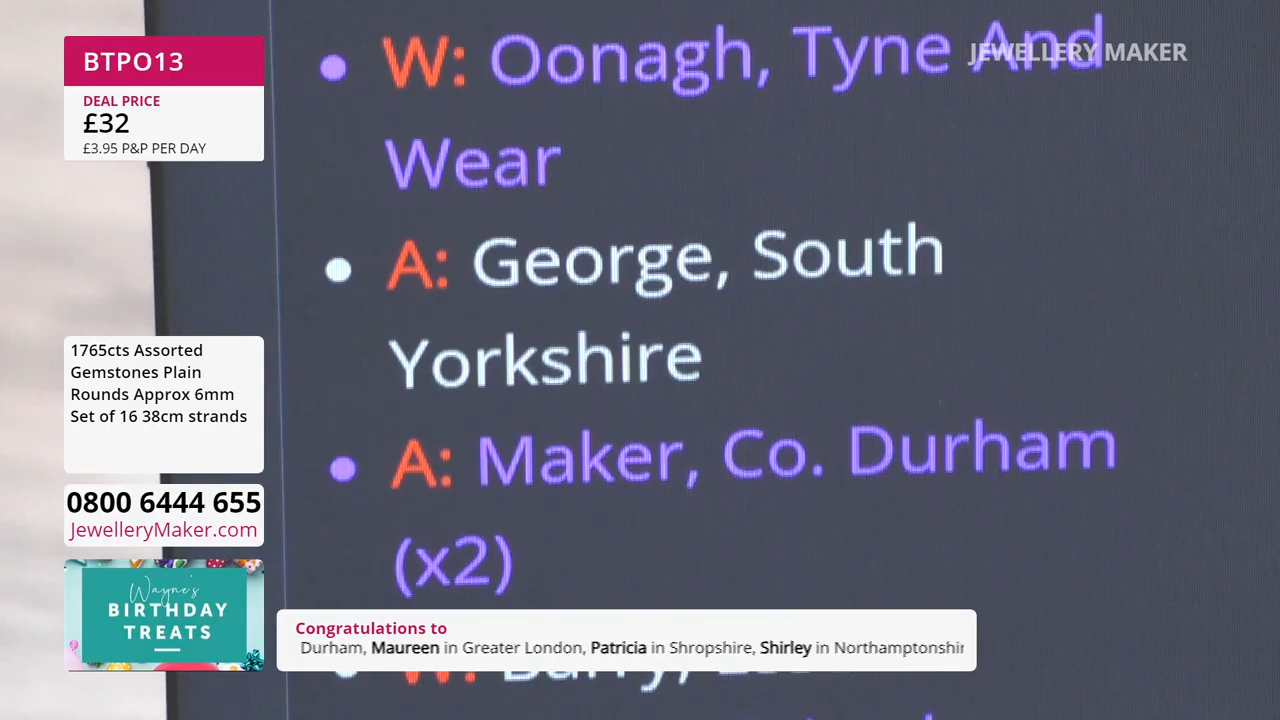 BTPO13
DEAL PRICE
£32
£3.95 P&P PER DAY
JEWELLERY MAKER
W: Oonagh, Tyne And
Wear
A: George, South
Yorkshire
A: Maker, Co. Durham
(x2)
W: Barry,
1765cts Assorted
Gemstones Plain
Rounds Approx 6mm
Set of 16 38cm strands
0800 6444 655
JewelleryMaker.com
Wayne's
BIRTHDAY
TREATS
Congratulations to
Durham, Maureen in Greater London, Patricia in Shropshire, Shirley in Northamptonshir